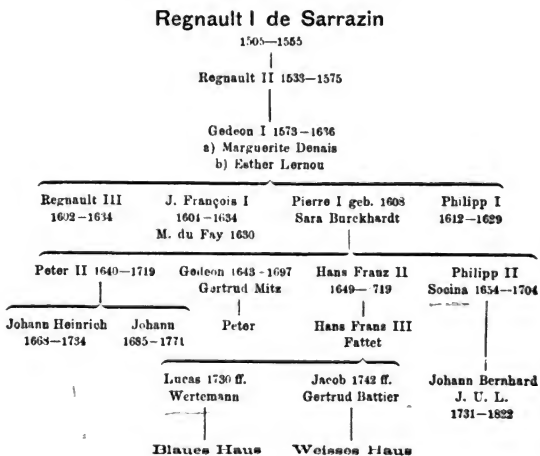 Regnault I de Sarrazin
1505—1555
Regnault II 1533—1575
Gedeon I 1573—1636
a) Marguerite Denais
b) Esther Lernou
Regnault III J. François I Pierre I geb. 1608 Philipp I
1602—1634 1601—1634 Sara Burckhardt 1612—1629
M. du Fay 1630
Peter II 1640—1719 Gedeon 1643-1697 Hans Franz II Philipp II
Gertrud Mitz 1649— 719 Socina 1654—1704
Johann Heinrich Johann Peter Hans Franz III
1668—1734 1685—1771 Fattet
Lucas 1730 ff. Jacob 1742 ff. Johann Bernhard
Wertemann Gertrud Battier J. U. L.
1731—1822
Blaues Haus Weisses Haus